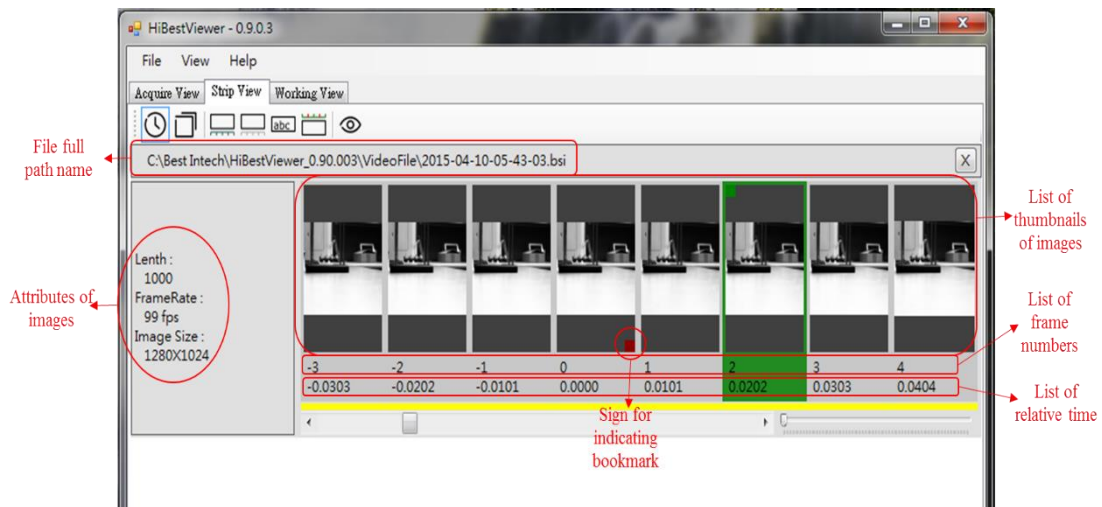 HiBestViewer - 0.9.0.3
File View Help
Acquire View Strip View Working View
abc
File full
path name
C:\Best Intech\HiBestViewer_0.90.003\VideoFile\2015-04-10-05-43-03.bsi
X
List of
thumbnails
of images
Attributes of
images
Lenth :
1000
FrameRate :
99 fps
Image Size :
1280X1024
List of
frame
numbers
-3 -2 -1 0 1 2 3 4
-0.0303 -0.0202 -0.0101 0.0000 0.0101 0.0202 0.0303 0.0404
List of
relative time
Sign for
indicating
bookmark